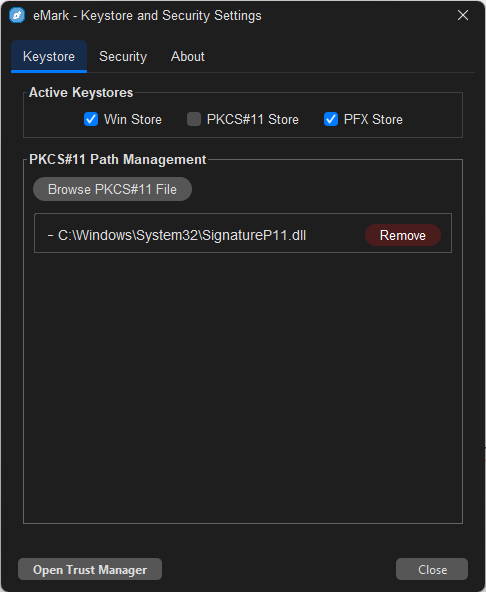 eMark - Keystore and Security Settings
Keystore Security About
Active Keystores
Win Store PKCS#11 Store PFX Store
PKCS#11 Path Management
Browse PKCS#11 File
- C:\Windows\System32\SignatureP11.dll Remove
Open Trust Manager Close